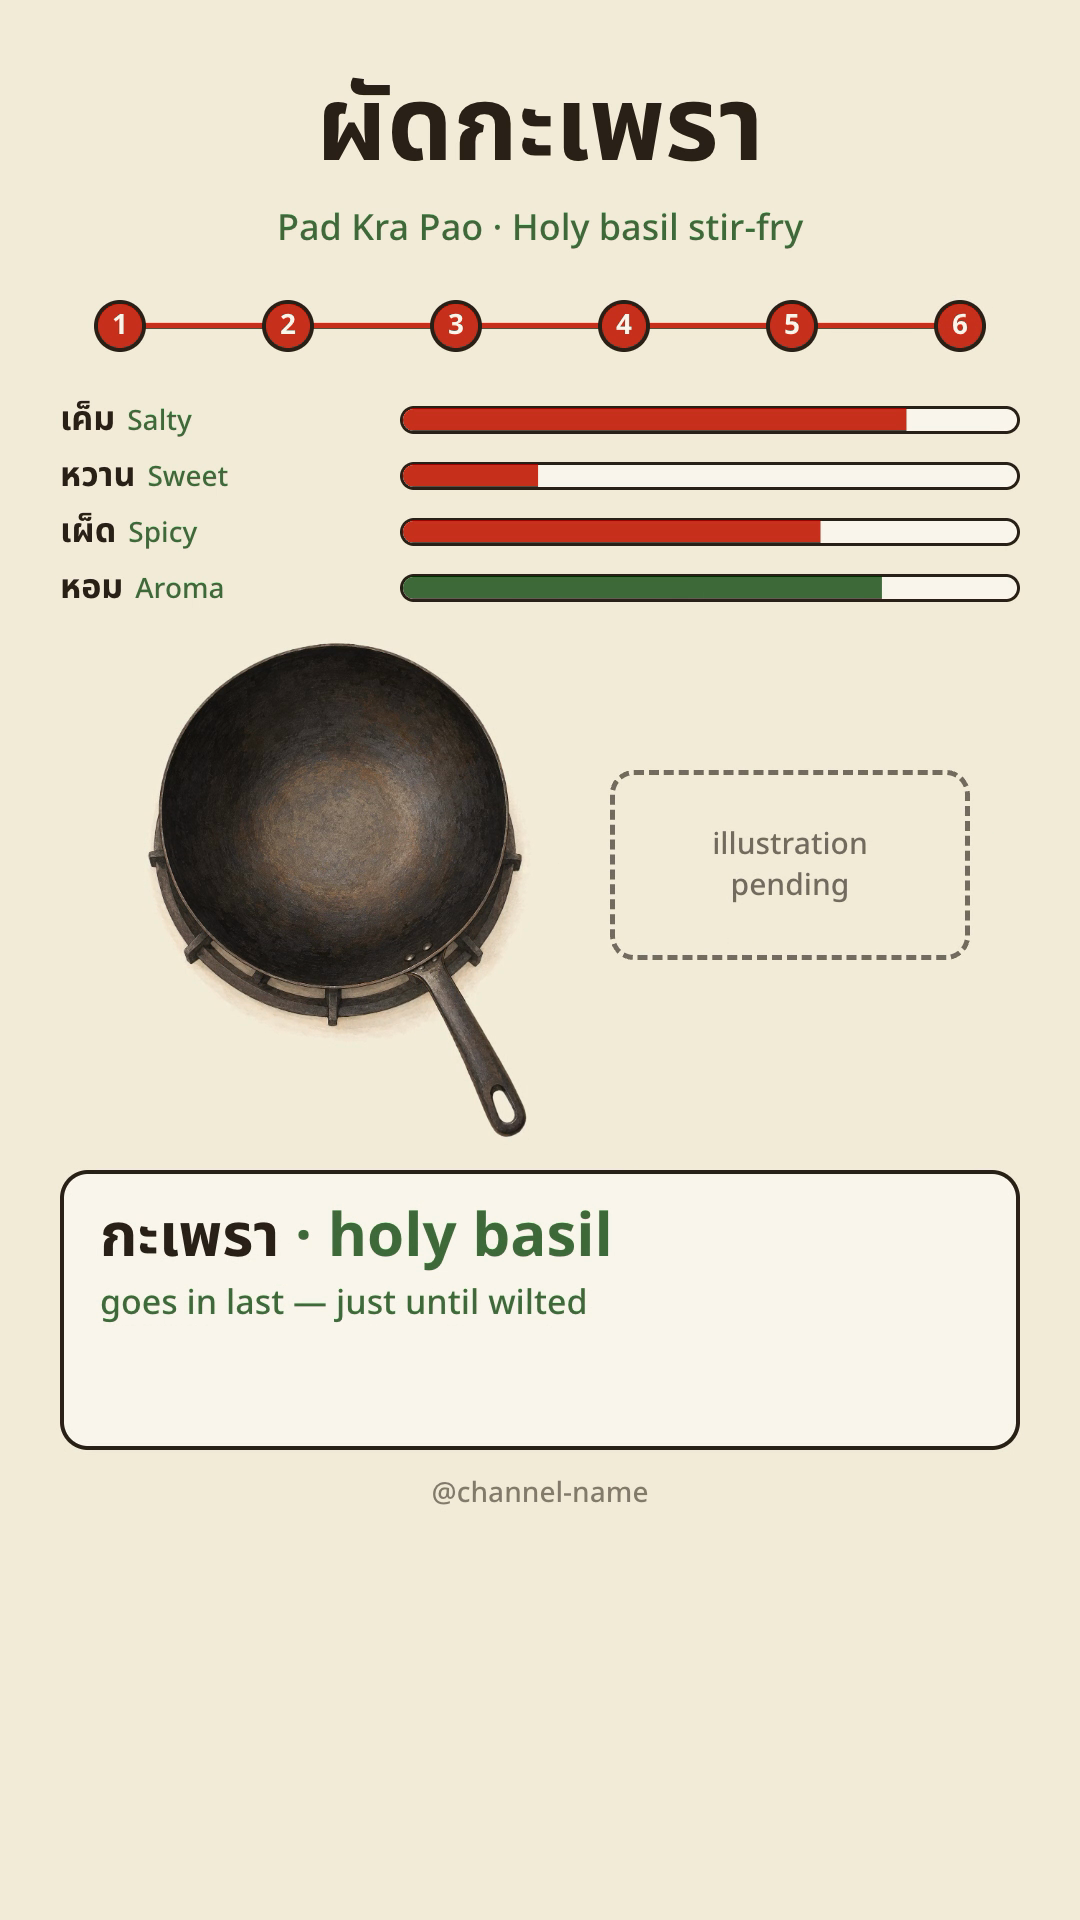 ผัดกะเพรา
Pad Kra Pao · Holy basil stir-fry
1 2 3 4 5 6
เค็ม Salty
หวาน Sweet
เผ็ด Spicy
หอม Aroma
illustration
pending
กะเพรา · holy basil
goes in last — just until wilted
@channel-name